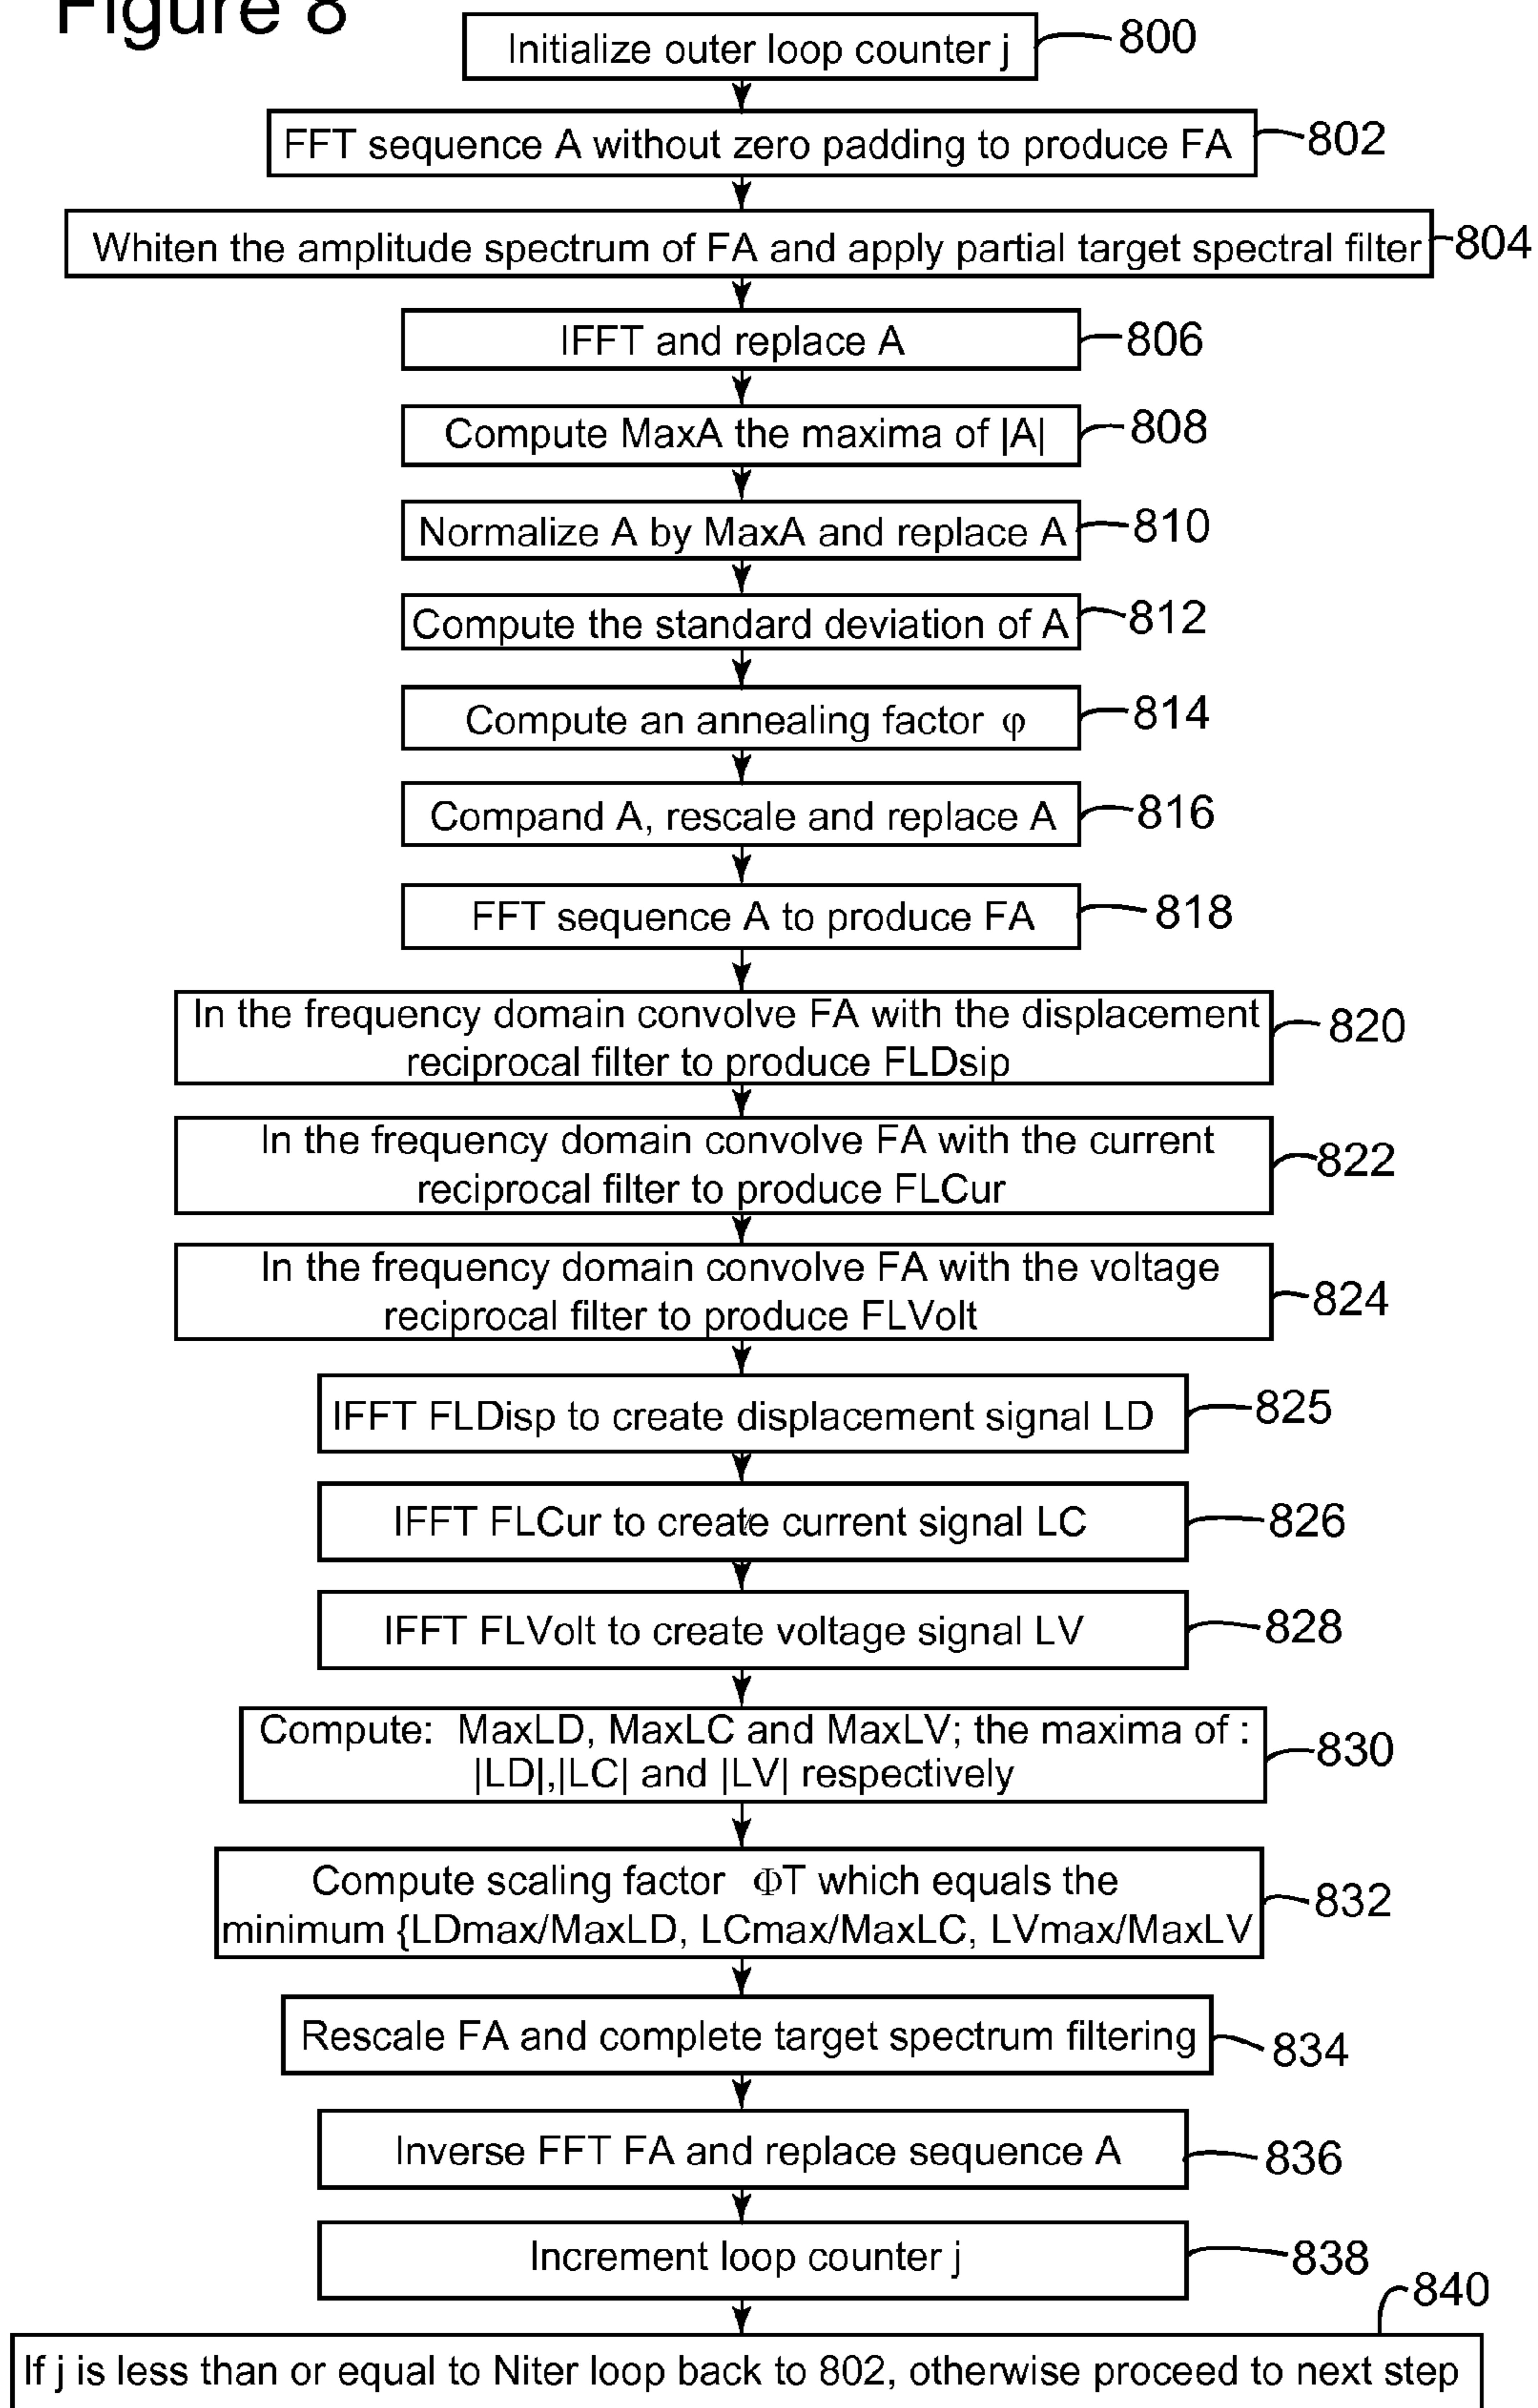 Figure 8
Initialize outer loop counter j
800
FFT sequence A without zero padding to produce FA
802
Whiten the amplitude spectrum of FA and apply partial target spectral filter
804
IFFT and replace A
806
Compute MaxA the maxima of |A|
808
Normalize A by MaxA and replace A
810
Compute the standard deviation of A
812
Compute an annealing factor φ
814
Compand A, rescale and replace A
816
FFT sequence A to produce FA
818
In the frequency domain convolve FA with the displacement
reciprocal filter to produce FLDsip
820
In the frequency domain convolve FA with the current
reciprocal filter to produce FLCur
822
In the frequency domain convolve FA with the voltage
reciprocal filter to produce FLVolt
824
IFFT FLDisp to create displacement signal LD
825
IFFT FLCur to create current signal LC
826
IFFT FLVolt to create voltage signal LV
828
Compute: MaxLD, MaxLC and MaxLV; the maxima of :
|LD|,|LC| and |LV| respectively
830
Compute scaling factor ΦT which equals the
minimum {LDmax/MaxLD, LCmax/MaxLC, LVmax/MaxLV
832
Rescale FA and complete target spectrum filtering
834
Inverse FFT FA and replace sequence A
836
Increment loop counter j
838
840
If j is less than or equal to Niter loop back to 802, otherwise proceed to next step